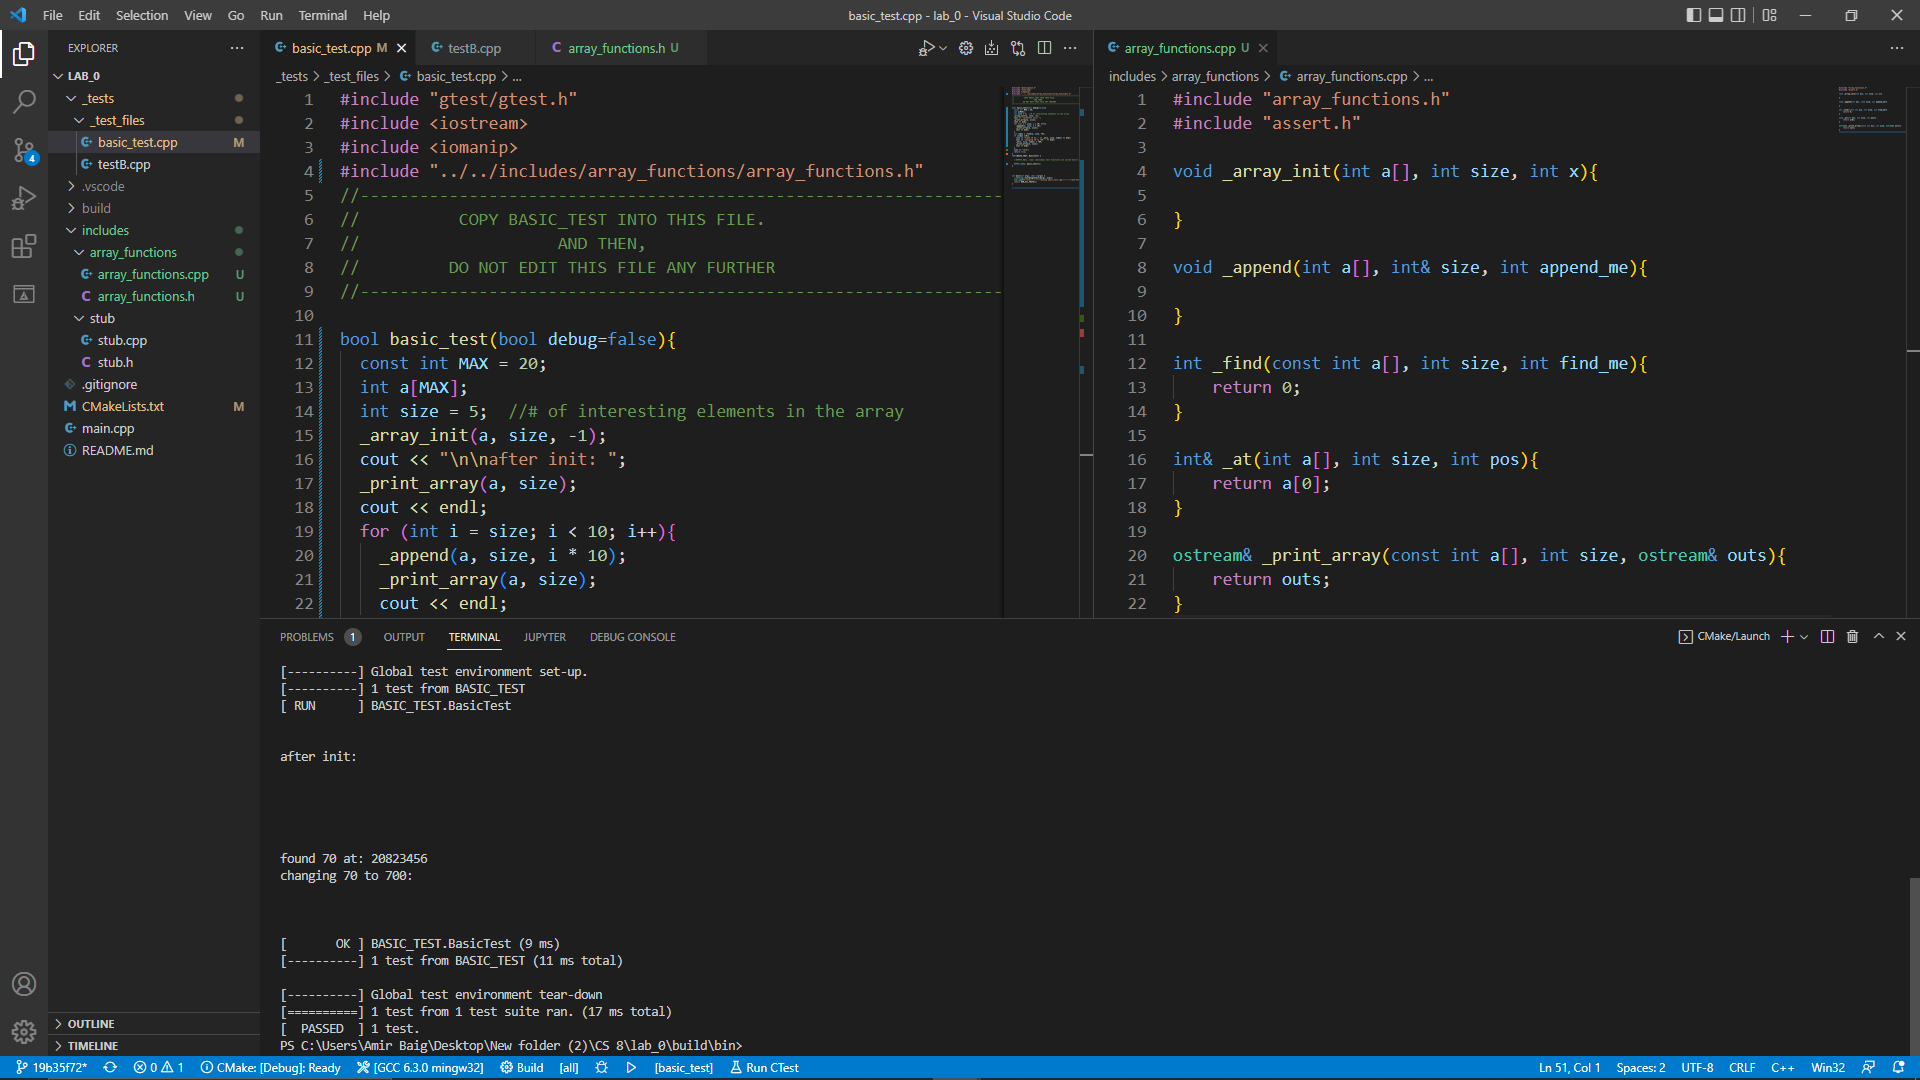 File Edit Selection View Go Run Terminal Help
basic_test.cpp - lab_0 - Visual Studio Code
EXPLORER
LAB_0
_tests
_test_files
basic_test.cpp M
testB.cpp
.vscode
build
includes
array_functions
array_functions.cpp U
array_functions.h U
stub
stub.cpp
stub.h
.gitignore
CMakeLists.txt M
main.cpp
README.md
OUTLINE
TIMELINE
4
basic_test.cpp M
testB.cpp
array_functions.h U
_tests > _test_files > basic_test.cpp > ...
1 #include "gtest/gtest.h"
2 #include <iostream>
3 #include <iomanip>
4 #include "../../includes/array_functions/array_functions.h"
5 //-----------------------------------------------------------------
6 // COPY BASIC_TEST INTO THIS FILE.
7 // AND THEN,
8 // DO NOT EDIT THIS FILE ANY FURTHER
9 //-----------------------------------------------------------------
10
11 bool basic_test(bool debug=false){
12 const int MAX = 20;
13 int a[MAX];
14 int size = 5; //# of interesting elements in the array
15 _array_init(a, size, -1);
16 cout << "\n\nafter init: ";
17 _print_array(a, size);
18 cout << endl;
19 for (int i = size; i < 10; i++){
20 _append(a, size, i * 10);
21 _print_array(a, size);
22 cout << endl;
array_functions.cpp U
includes > array_functions > array_functions.cpp > ...
1 #include "array_functions.h"
2 #include "assert.h"
3
4 void _array_init(int a[], int size, int x){
5
6 }
7
8 void _append(int a[], int& size, int append_me){
9
10 }
11
12 int _find(const int a[], int size, int find_me){
13 return 0;
14 }
15
16 int& _at(int a[], int size, int pos){
17 return a[0];
18 }
19
20 ostream& _print_array(const int a[], int size, ostream& outs){
21 return outs;
22 }
PROBLEMS 1 OUTPUT TERMINAL JUPYTER DEBUG CONSOLE
CMake/Launch
[----------] Global test environment set-up.
[----------] 1 test from BASIC_TEST
[ RUN      ] BASIC_TEST.BasicTest
after init:
found 70 at: 20823456
changing 70 to 700:
[       OK ] BASIC_TEST.BasicTest (9 ms)
[----------] 1 test from BASIC_TEST (11 ms total)
[----------] Global test environment tear-down
[==========] 1 test from 1 test suite ran. (17 ms total)
[  PASSED  ] 1 test.
PS C:\Users\Amir Baig\Desktop\New folder (2)\CS 8\lab_0\build\bin>
19b35f72* 0 1 CMake: [Debug]: Ready [GCC 6.3.0 mingw32] Build [all] [basic_test] Run CTest
Ln 51, Col 1 Spaces: 2 UTF-8 CRLF C++ Win32